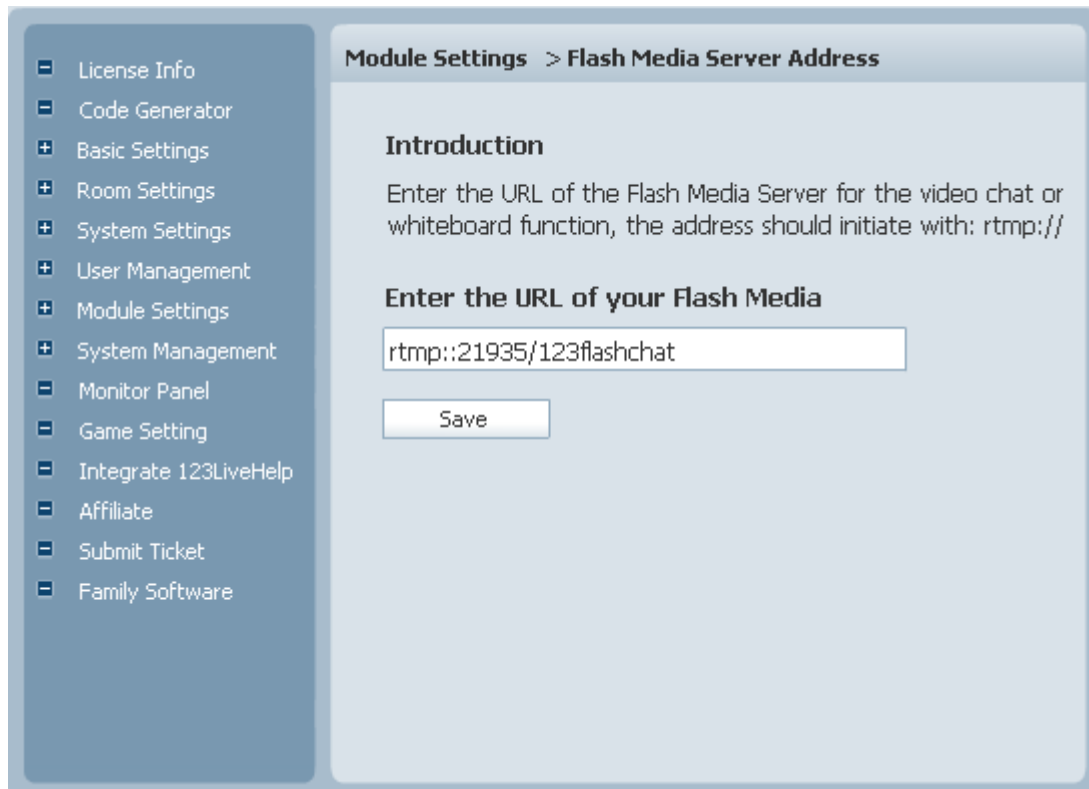 License Info
Code Generator
Basic Settings
Room Settings
System Settings
User Management
Module Settings
System Management
Monitor Panel
Game Setting
Integrate 123LiveHelp
Affiliate
Submit Ticket
Family Software
Module Settings > Flash Media Server Address
Introduction
Enter the URL of the Flash Media Server for the video chat or
whiteboard function, the address should initiate with: rtmp://
Enter the URL of your Flash Media
rtmp::21935/123flashchat
Save